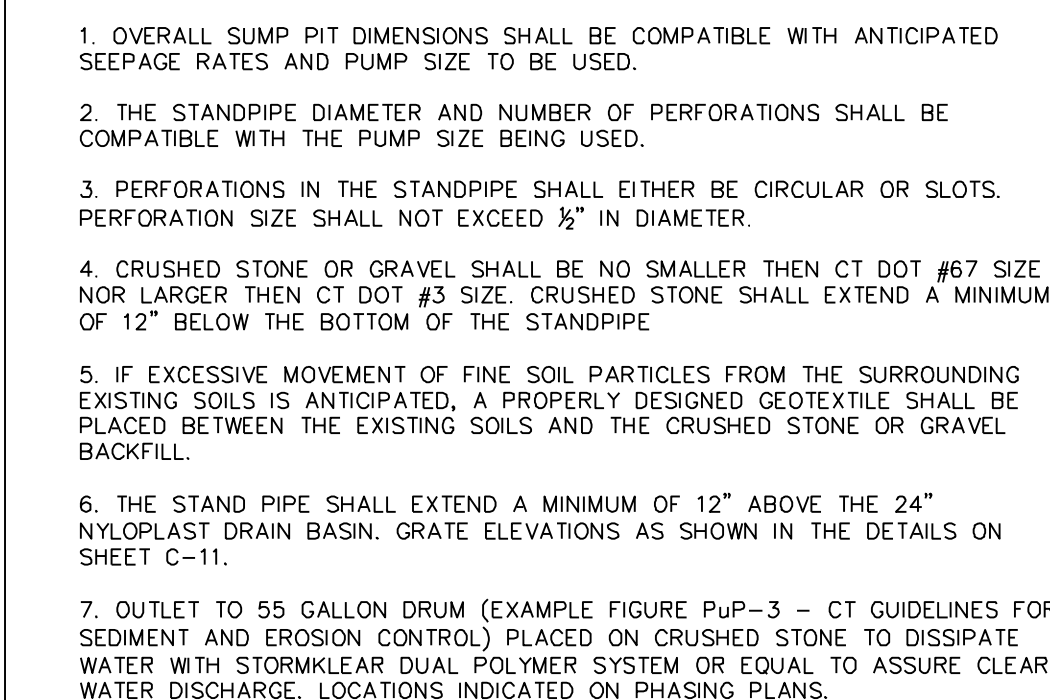 1. OVERALL SUMP PIT DIMENSIONS SHALL BE COMPATIBLE WITH ANTICIPATED
SEEPAGE RATES AND PUMP SIZE TO BE USED.
2. THE STANDPIPE DIAMETER AND NUMBER OF PERFORATIONS SHALL BE
COMPATIBLE WITH THE PUMP SIZE BEING USED.
3. PERFORATIONS IN THE STANDPIPE SHALL EITHER BE CIRCULAR OR SLOTS.
PERFORATION SIZE SHALL NOT EXCEED ½" IN DIAMETER.
4. CRUSHED STONE OR GRAVEL SHALL BE NO SMALLER THEN CT DOT #67 SIZE
NOR LARGER THEN CT DOT #3 SIZE. CRUSHED STONE SHALL EXTEND A MINIMUM
OF 12" BELOW THE BOTTOM OF THE STANDPIPE
5. IF EXCESSIVE MOVEMENT OF FINE SOIL PARTICLES FROM THE SURROUNDING
EXISTING SOILS IS ANTICIPATED, A PROPERLY DESIGNED GEOTEXTILE SHALL BE
PLACED BETWEEN THE EXISTING SOILS AND THE CRUSHED STONE OR GRAVEL
BACKFILL.
6. THE STAND PIPE SHALL EXTEND A MINIMUM OF 12" ABOVE THE 24"
NYLOPLAST DRAIN BASIN. GRATE ELEVATIONS AS SHOWN IN THE DETAILS ON
SHEET C-11.
7. OUTLET TO 55 GALLON DRUM (EXAMPLE FIGURE PuP-3 - CT GUIDELINES FOR
SEDIMENT AND EROSION CONTROL) PLACED ON CRUSHED STONE TO DISSIPATE
WATER WITH STORMKLEAR DUAL POLYMER SYSTEM OR EQUAL TO ASSURE CLEAR
WATER DISCHARGE. LOCATIONS INDICATED ON PHASING PLANS.